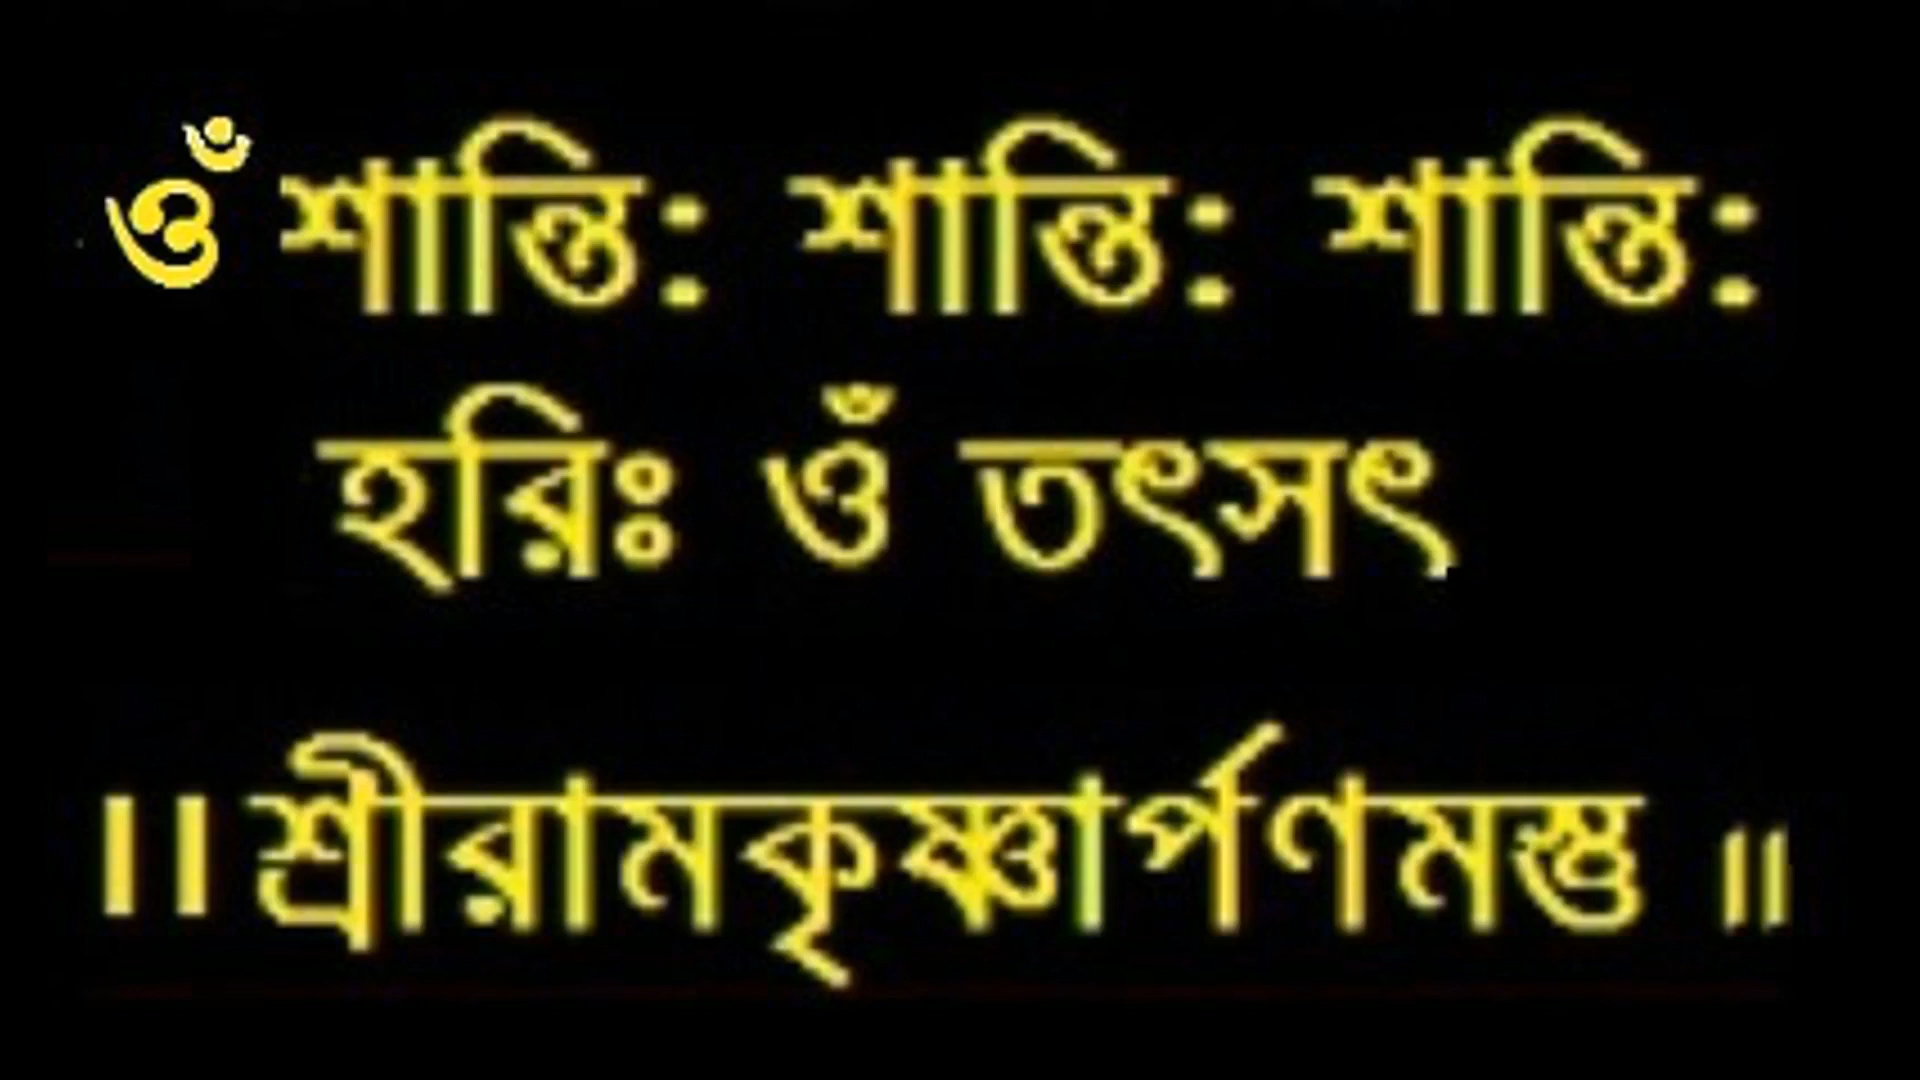 ওঁ শান্তি: শান্তি: শান্তি:
হরিঃ ওঁ তৎসৎ
।। শ্রীরামকৃষ্ণার্পণমস্তু ॥